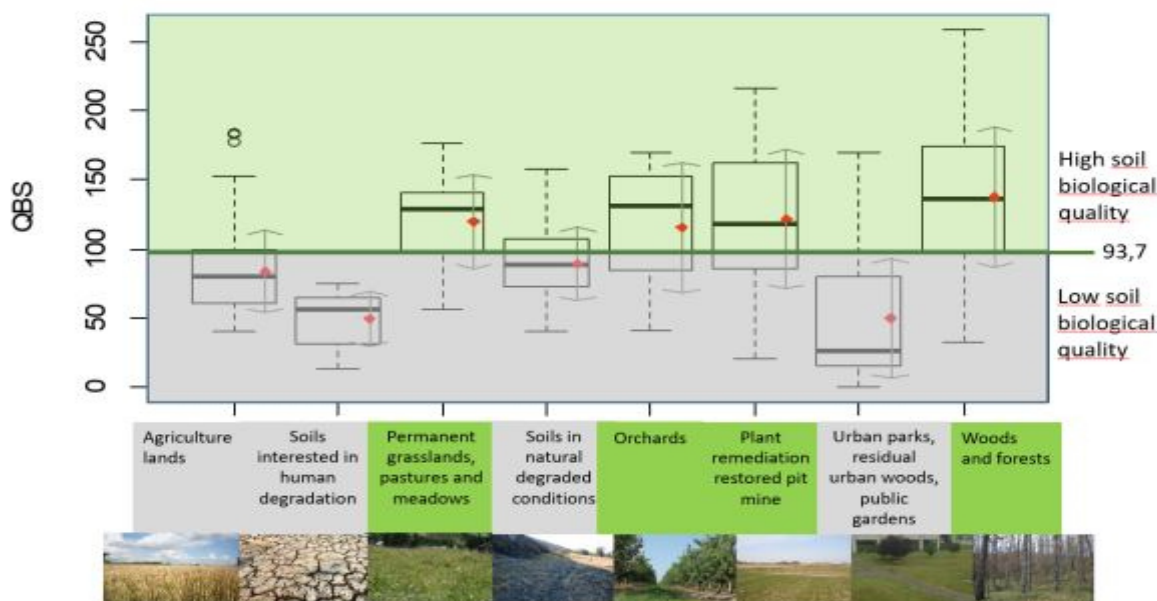 QBS
250
200
150
100
50
0
High soil
biological
quality
93,7
Low soil
biological
quality
Agriculture
lands
Soils
interested in
human
degradation
Permanent
grasslands,
pastures and
meadows
Soils in
natural
degraded
conditions
Orchards
Plant
remediation
restored pit
mine
Urban parks,
residual
urban woods,
public
gardens
Woods
and forests